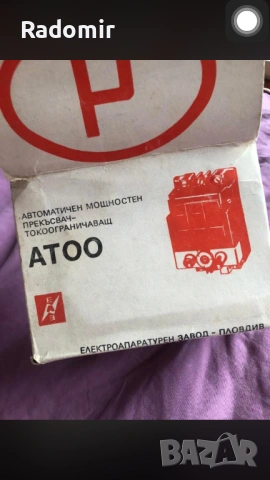 Radomir
АВТОМАТИЧЕН МОЩНОСТЕН
ПРЕКЪСВАЧ-
ТОКООГРАНИЧАВАЩ
АТОО
ЕЛЕКТРОАПАРАТУРЕН ЗАВОД - ПЛОВДИВ
BAZAR